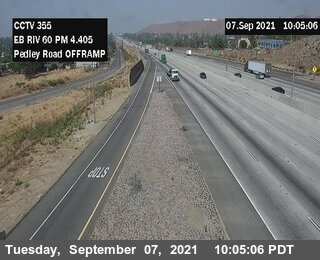 CCTV 355
EB RIV 60 PM 4.405
Pedley Road OFFRAMP
07.Sep 2021 10:05:06
STOP
Tuesday, September 07, 2021 10:05:06 PDT